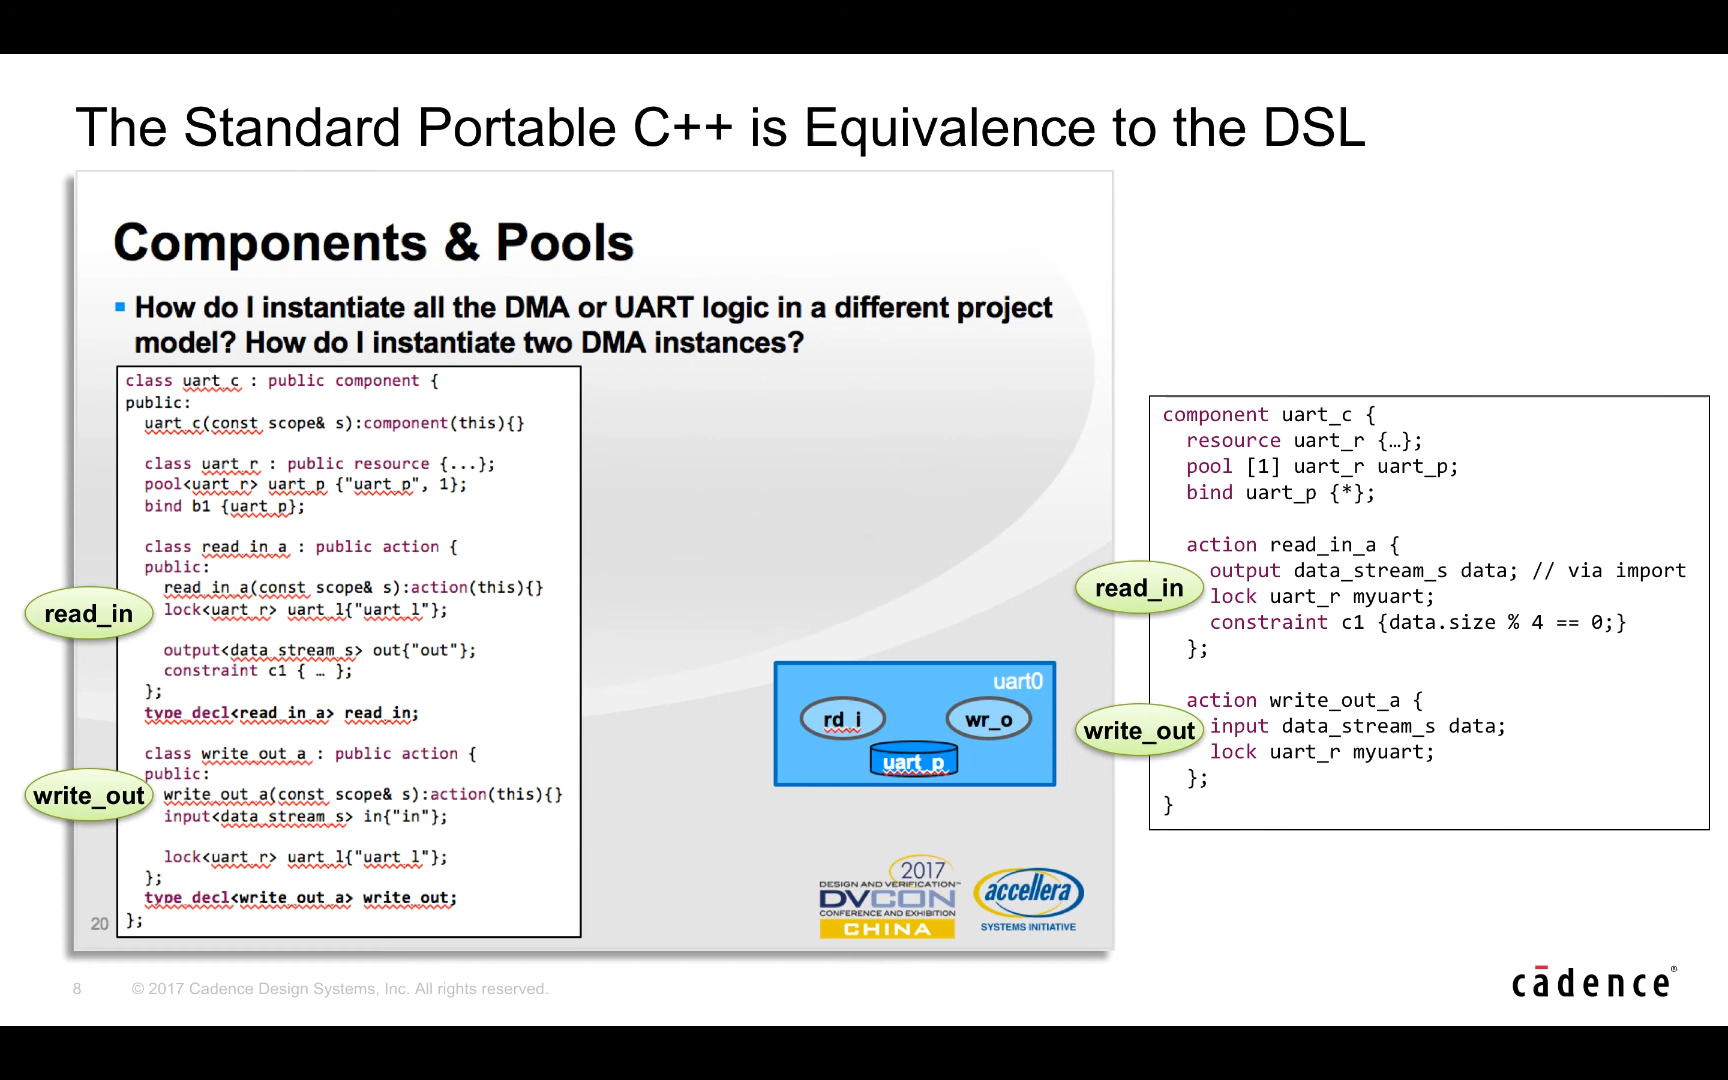 The Standard Portable C++ is Equivalence to the DSL
Components & Pools
How do I instantiate all the DMA or UART logic in a different project
model? How do I instantiate two DMA instances?
class uart_c : public component {
public:
uart_c(const scope& s):component(this){}
class uart_r : public resource {...};
pool<uart_r> uart_p {"uart_p", 1};
bind b1 {uart_p};
class read_in_a : public action {
public:
read_in_a(const scope& s):action(this){}
lock<uart_r> uart_l{"uart_l"};
output<data_stream_s> out{"out"};
constraint c1 { … };
};
type_decl<read_in_a> read_in;
class write_out_a : public action {
public:
write_out_a(const scope& s):action(this){}
input<data_stream_s> in{"in"};
lock<uart_r> uart_l{"uart_l"};
};
type_decl<write_out_a> write_out;
};
read_in
write_out
uart0
rd_i
wr_o
uart_p
2017
DESIGN AND VERIFICATION™
DVCON
CONFERENCE AND EXHIBITION
CHINA
accellera
SYSTEMS INITIATIVE
20
component uart_c {
resource uart_r {…};
pool [1] uart_r uart_p;
bind uart_p {*};
action read_in_a {
output data_stream_s data; // via import
lock uart_r myuart;
constraint c1 {data.size % 4 == 0;}
};
action write_out_a {
input data_stream_s data;
lock uart_r myuart;
};
}
read_in
write_out
8
© 2017 Cadence Design Systems, Inc. All rights reserved.
cādence®